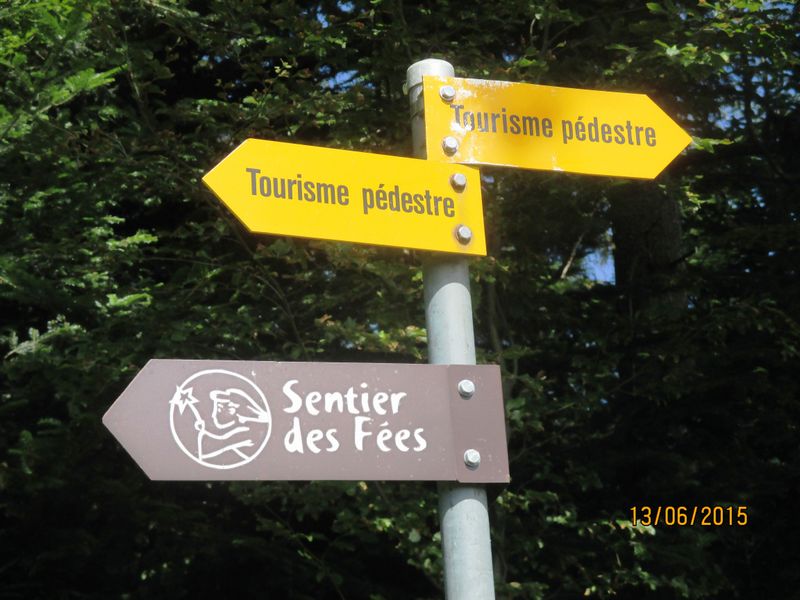 Tourisme pédestre
Tourisme pédestre
Sentier
des Fées
13/06/2015